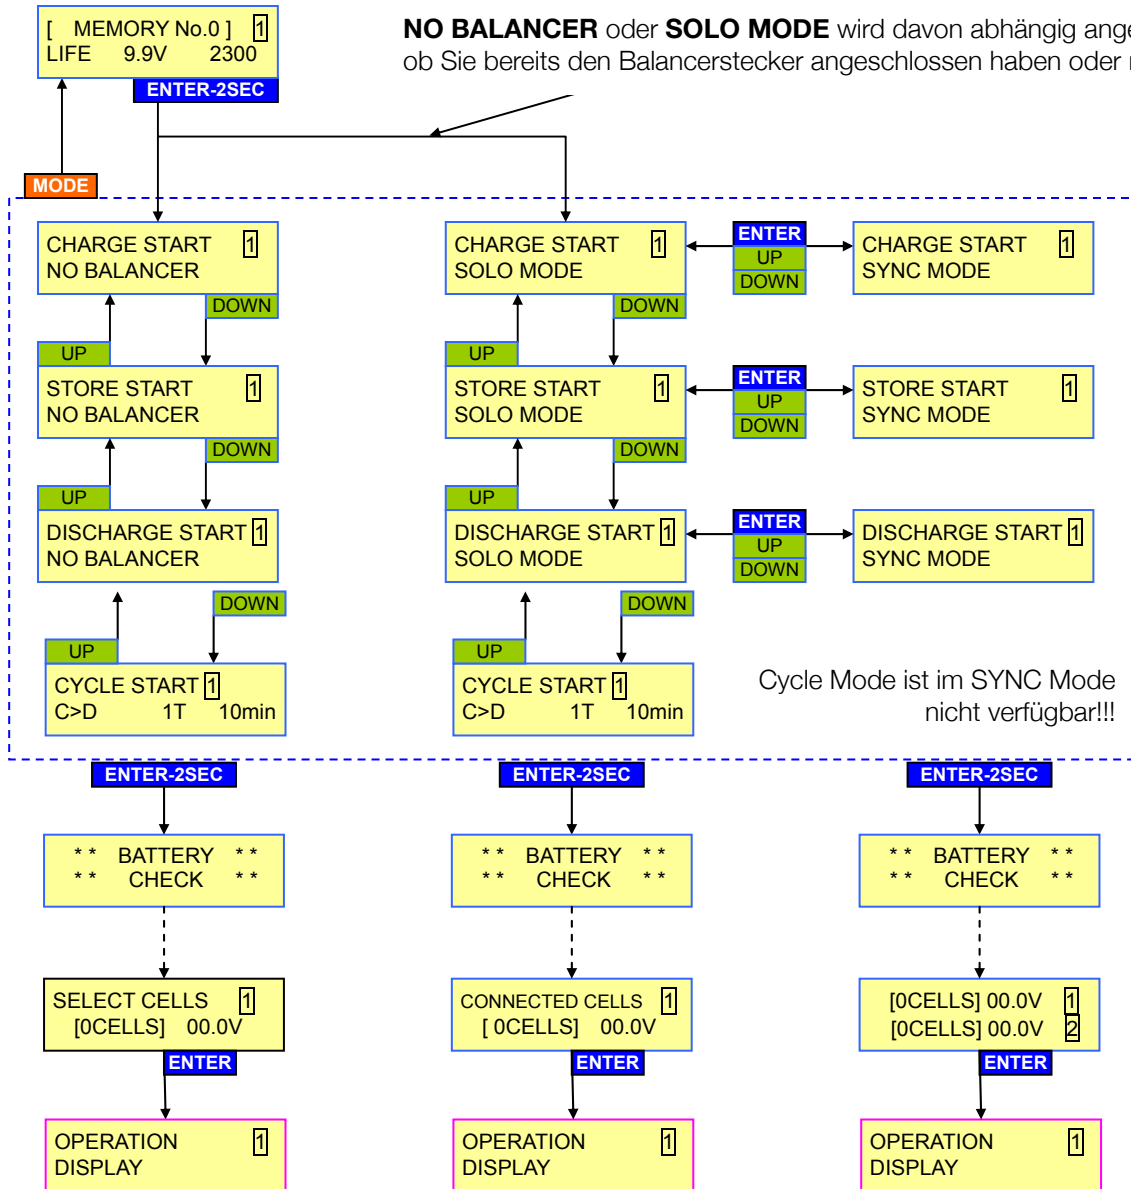 [ MEMORY No.0 ] 1
LIFE 9.9V 2300
ENTER-2SEC
NO BALANCER oder SOLO MODE wird davon abhängig
ob Sie bereits den Balancerstecker angeschlossen haben oder
MODE
CHARGE START 1
NO BALANCER
DOWN
UP
STORE START 1
NO BALANCER
DOWN
UP
DISCHARGE START 1
NO BALANCER
DOWN
UP
CYCLE START 1
C>D 1T 10min
CHARGE START 1
SOLO MODE
DOWN
UP
STORE START 1
SOLO MODE
DOWN
UP
DISCHARGE START 1
SOLO MODE
DOWN
UP
CYCLE START 1
C>D 1T 10min
ENTER
UP
DOWN
CHARGE START 1
SYNC MODE
ENTER
UP
DOWN
STORE START 1
SYNC MODE
ENTER
UP
DOWN
DISCHARGE START 1
SYNC MODE
Cycle Mode ist im SYNC Mode
nicht verfügbar!!!
ENTER-2SEC
* * BATTERY * *
* * CHECK * *
SELECT CELLS 1
[0CELLS] 00.0V
ENTER
OPERATION 1
DISPLAY
ENTER-2SEC
* * BATTERY * *
* * CHECK * *
CONNECTED CELLS 1
[ 0CELLS] 00.0V
ENTER
OPERATION 1
DISPLAY
ENTER-2SEC
* * BATTERY * *
* * CHECK * *
[0CELLS] 00.0V 1
[0CELLS] 00.0V 2
ENTER
OPERATION 1
DISPLAY